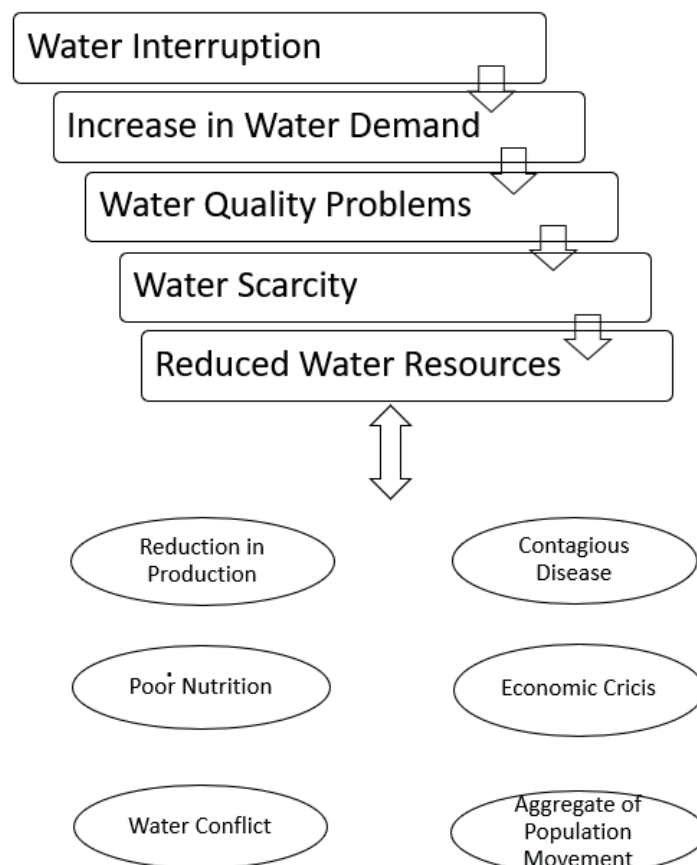 Water Interruption
Increase in Water Demand
Water Quality Problems
Water Scarcity
Reduced Water Resources
Reduction in
Production
Contagious
Disease
Poor Nutrition
Economic Cricis
Water Conflict
Aggregate of
Population
Movement